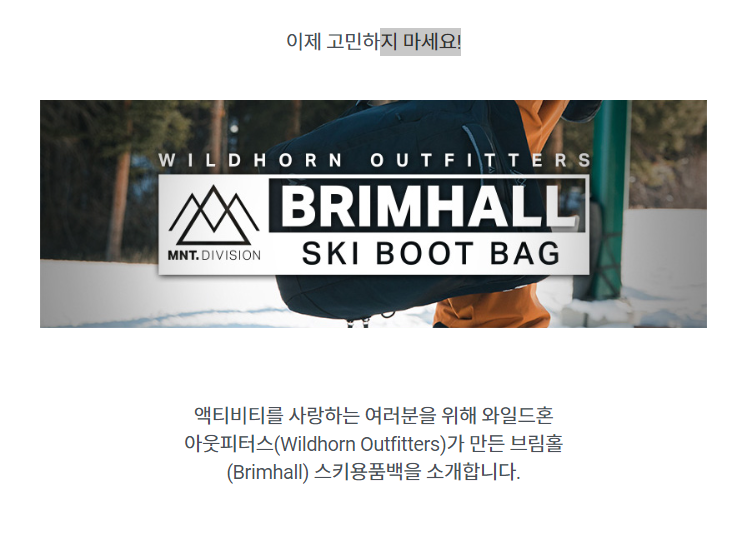 이제 고민하지 마세요!
WILDHORN OUTFITTERS
BRIMHALL
MNT.DIVISION
SKI BOOT BAG
액티비티를 사랑하는 여러분을 위해 와일드혼
아웃피터스(Wildhorn Outfitters)가 만든 브림홀
(Brimhall) 스키용품백을 소개합니다.